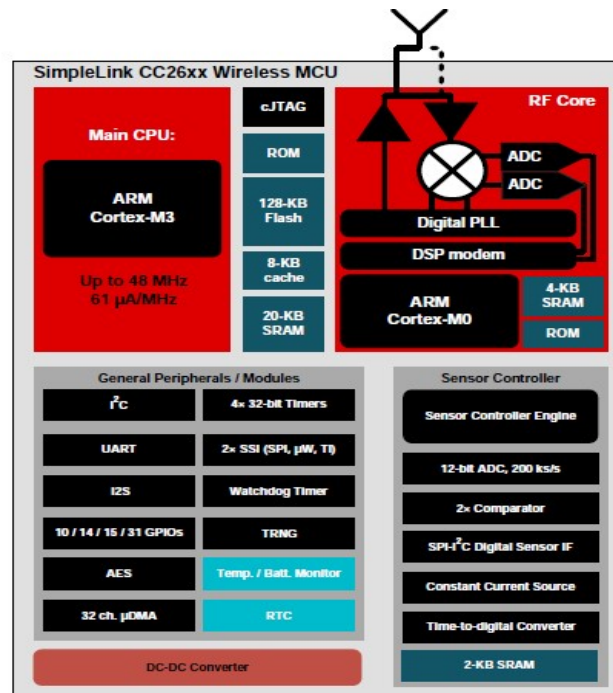 SimpleLink CC26xx Wireless MCU
Main CPU:
ARM
Cortex-M3
Up to 48 MHz
61 µA/MHz
cJTAG
ROM
128-KB
Flash
8-KB
cache
20-KB
SRAM
RF Core
ADC
ADC
Digital PLL
DSP modem
ARM
Cortex-M0
4-KB
SRAM
ROM
General Peripherals / Modules
I²C
4× 32-bit Timers
UART
2× SSI (SPI, µW, TI)
I2S
Watchdog Timer
10 / 14 / 15 / 31 GPIOs
TRNG
AES
Temp. / Batt. Monitor
32 ch. µDMA
RTC
DC-DC Converter
Sensor Controller
Sensor Controller Engine
12-bit ADC, 200 ks/s
2× Comparator
SPI-I²C Digital Sensor IF
Constant Current Source
Time-to-digital Converter
2-KB SRAM